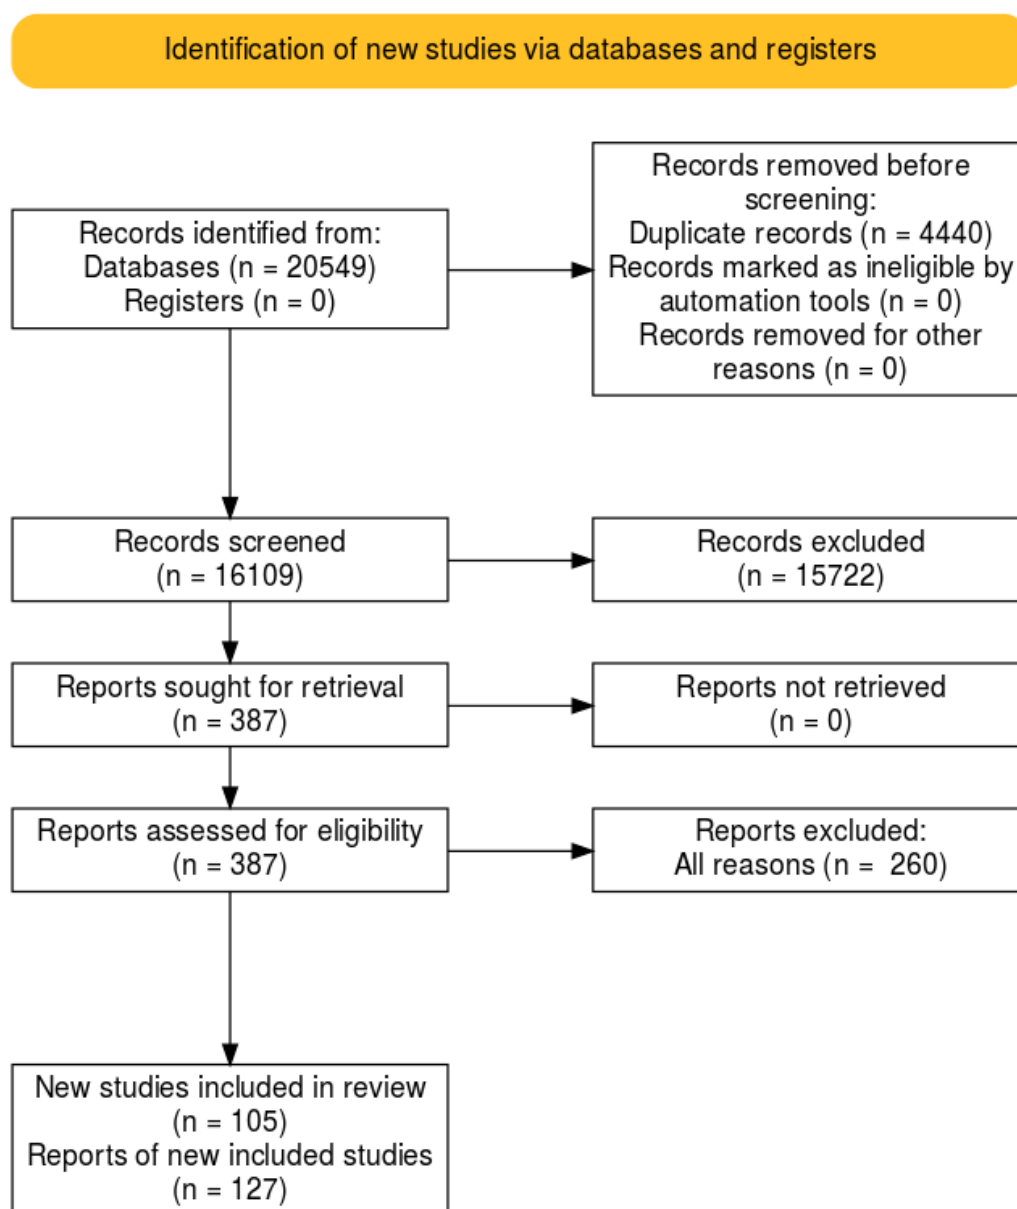 Identification of new studies via databases and registers
Records identified from:
Databases (n = 20549)
Registers (n = 0)
Records removed before
screening:
Duplicate records (n = 4440)
Records marked as ineligible by
automation tools (n = 0)
Records removed for other
reasons (n = 0)
Records screened
(n = 16109)
Records excluded
(n = 15722)
Reports sought for retrieval
(n = 387)
Reports not retrieved
(n = 0)
Reports assessed for eligibility
(n = 387)
Reports excluded:
All reasons (n =  260)
New studies included in review
(n = 105)
Reports of new included studies
(n = 127)